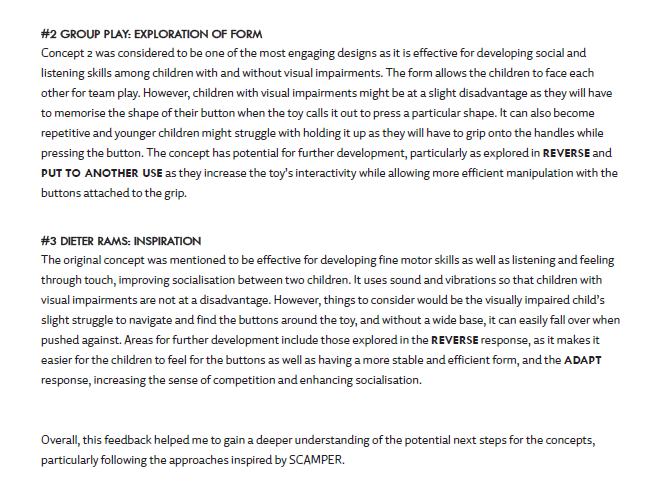 #2 GROUP PLAY: EXPLORATION OF FORM
Concept 2 was considered to be one of the most engaging designs as it is effective for developing social and
listening skills among children with and without visual impairments. The form allows the children to face each
other for team play. However, children with visual impairments might be at a slight disadvantage as they will have
to memorise the shape of their button when the toy calls it out to press a particular shape. It can also become
repetitive and younger children might struggle with holding it up as they will have to grip onto the handles while
pressing the button. The concept has potential for further development, particularly as explored in REVERSE and
PUT TO ANOTHER USE as they increase the toy's interactivity while allowing more efficient manipulation with the
buttons attached to the grip.
#3 DIETER RAMS: INSPIRATION
The original concept was mentioned to be effective for developing fine motor skills as well as listening and feeling
through touch, improving socialisation between two children. It uses sound and vibrations so that children with
visual impairments are not at a disadvantage. However, things to consider would be the visually impaired child's
slight struggle to navigate and find the buttons around the toy, and without a wide base, it can easily fall over when
pushed against. Areas for further development include those explored in the REVERSE response, as it makes it
easier for the children to feel for the buttons as well as having a more stable and efficient form, and the ADAPT
response, increasing the sense of competition and enhancing socialisation.
Overall, this feedback helped me to gain a deeper understanding of the potential next steps for the concepts,
particularly following the approaches inspired by SCAMPER.